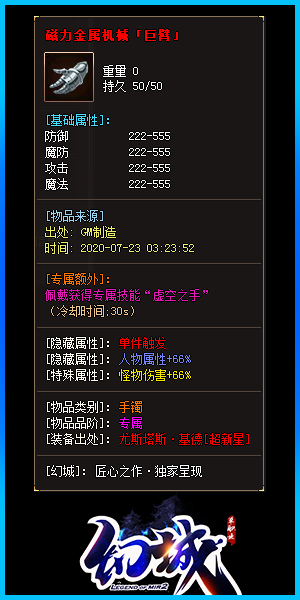 磁力金属机械「巨臂」
重量 0
持久 50/50
[基础属性]:
防御 222-555
魔防 222-555
攻击 222-555
魔法 222-555
[物品来源]
出处: GM制造
时间: 2020-07-23 03:23:52
[专属额外]:
佩戴获得专属技能“虚空之手”
（冷却时间;30s）
[隐藏属性]: 单件触发
[隐藏属性]: 人物属性+66%
[特殊属性]: 怪物伤害+66%
[物品类别]: 手镯
[物品品阶]: 专属
[装备出处]: 尤斯塔斯·基德[超新星]
[幻城]: 匠心之作·独家呈现
幻城
LEGEND OF MIR2